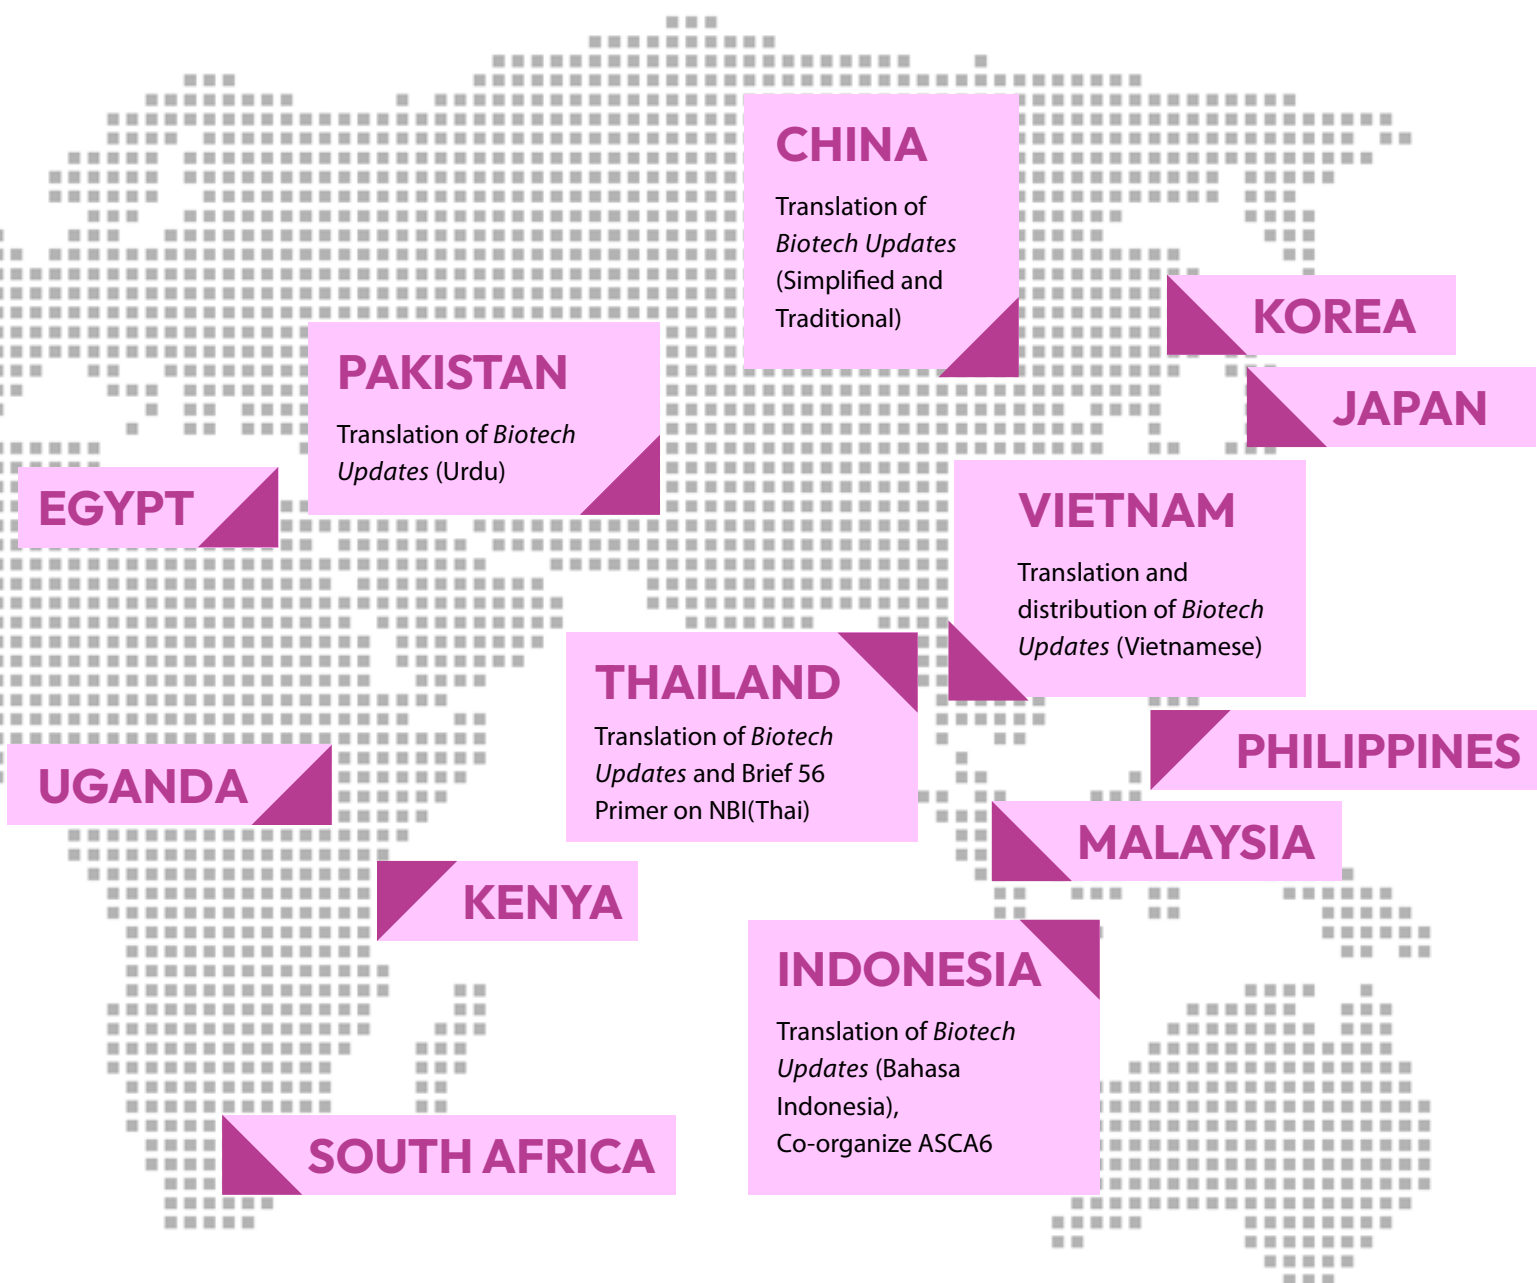 CHINA
Translation of
Biotech Updates
(Simplified and
Traditional)
KOREA
PAKISTAN
Translation of Biotech
Updates (Urdu)
JAPAN
EGYPT
VIETNAM
Translation and
distribution of Biotech
Updates (Vietnamese)
THAILAND
Translation of Biotech
Updates and Brief 56
Primer on NBI(Thai)
PHILIPPINES
UGANDA
MALAYSIA
KENYA
INDONESIA
Translation of Biotech
Updates (Bahasa
Indonesia),
Co-organize ASCA6
SOUTH AFRICA